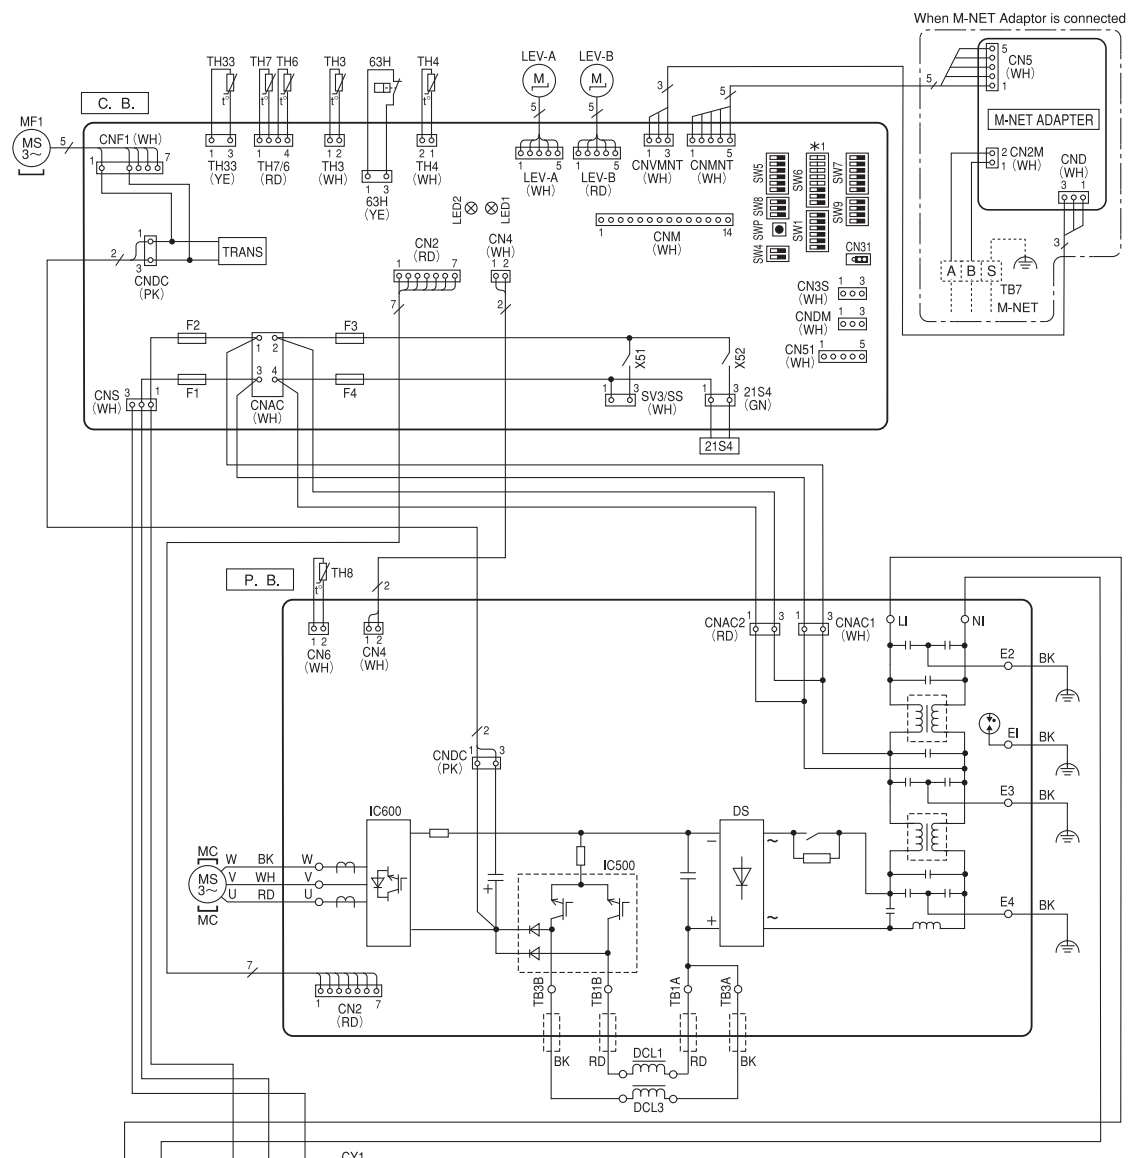 When M-NET Adaptor is connected
TH33 TH7 TH6 TH3 63H TH4 LEV-A LEV-B
t° t° t° t° t°
M M
5 5 3 5 5
5 CN5 (WH) 1
M-NET ADAPTER
2 CN2M (WH) 1
CND (WH)
3 1
3
A B S
TB7
M-NET
C. B.
MF1
MS 3~
5
CNF1 (WH)
1 7
1 3 TH33 (YE)
1 4 TH7/6 (RD)
1 2 TH3 (WH)
1 3 63H (YE)
2 1 TH4 (WH)
1 5 LEV-A (WH)
1 5 LEV-B (RD)
1 3 CNVMNT (WH)
1 5 CNMNT (WH)
*1
SW5 SW6 SW7
SW8 SW9
SWP SW1
SW4
LED2 LED1
1 14 CNM (WH)
CN31
CN2 (RD)
1 7
7
CN4 (WH)
1 2
2
TRANS
2
1 3 CNDC (PK)
CN3S (WH) 1 3
CNDM (WH) 1 3
CN51 (WH) 1 5
F2 F3
F1 F4
1 2
3 4
CNAC (WH)
CNS (WH) 3 1
X51 X52
1 3 SV3/SS (WH)
1 3 21S4 (GN)
21S4
P. B.
TH8
t°
1 2 CN6 (WH)
2
1 2 CN4 (WH)
CNAC2 (RD) 1 3
1 3 CNAC1 (WH)
LI NI
E2 BK
EI BK
E3 BK
E4 BK
2
CNDC (PK) 1 3
IC600
DS
IC500
−
+
~
~
+
MC
MS 3~
MC
W BK W
V WH V
U RD U
7
1 7
CN2 (RD)
TB3B TB1B TB1A TB3A
BK RD RD BK
DCL1
DCL3
CY1